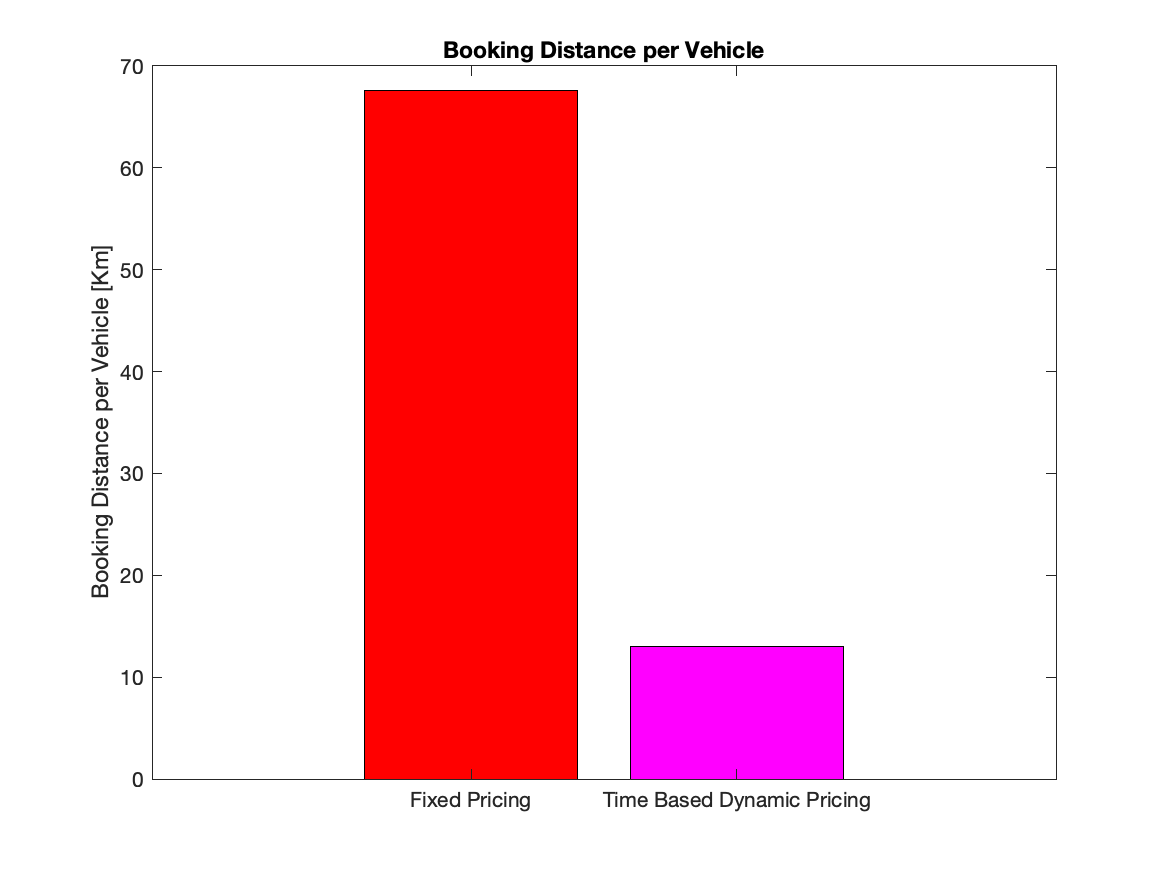 Booking Distance per Vehicle
70
60
50
40
30
20
10
0
Booking Distance per Vehicle [Km]
Fixed Pricing
Time Based Dynamic Pricing